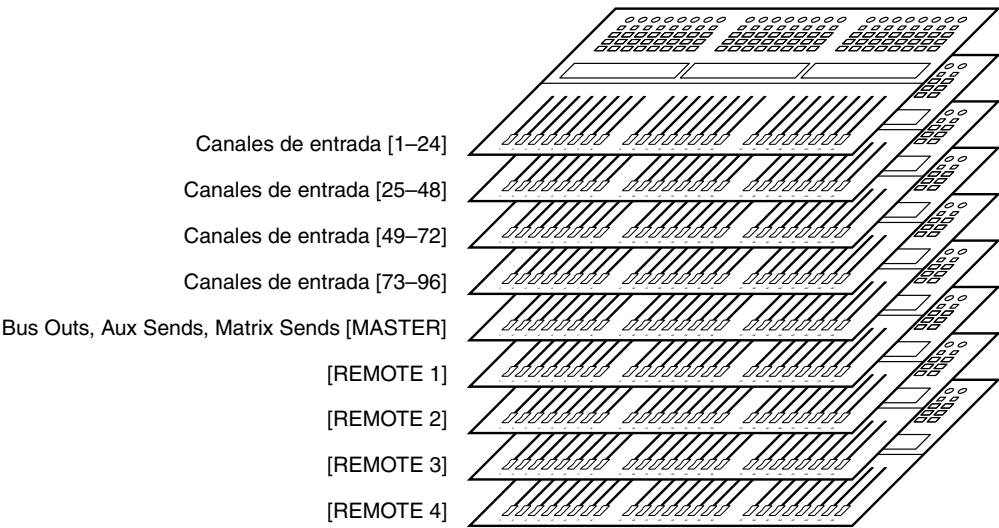 Canales de entrada [1–24]
Canales de entrada [25–48]
Canales de entrada [49–72]
Canales de entrada [73–96]
Bus Outs, Aux Sends, Matrix Sends [MASTER]
[REMOTE 1]
[REMOTE 2]
[REMOTE 3]
[REMOTE 4]